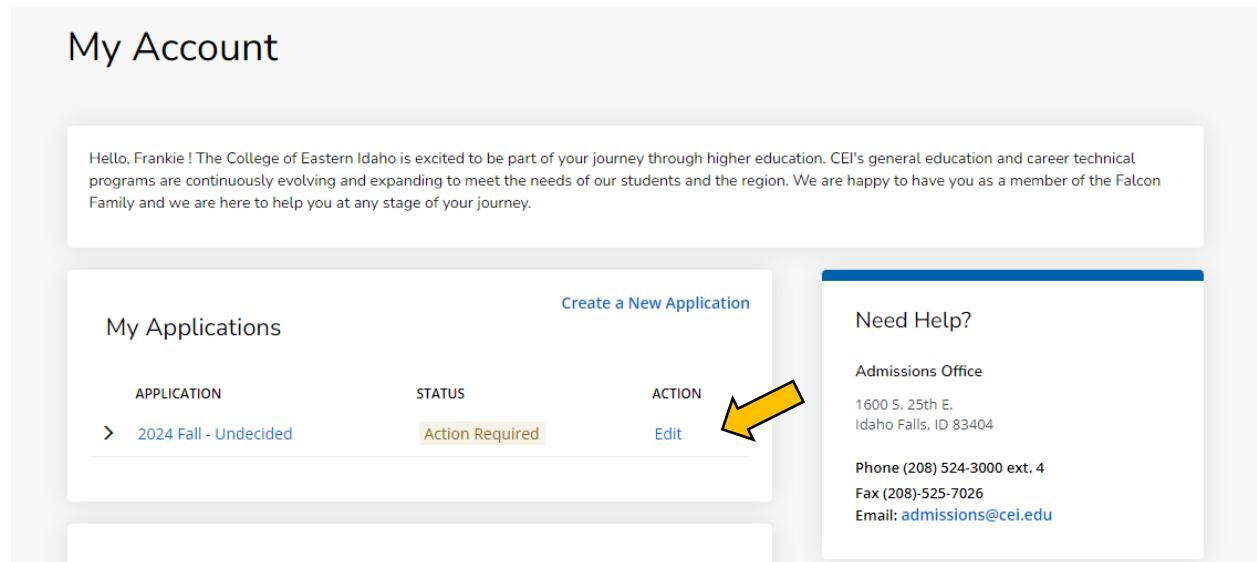 My Account
Hello, Frankie ! The College of Eastern Idaho is excited to be part of your journey through higher education. CEI's general education and career technical
programs are continuously evolving and expanding to meet the needs of our students and the region. We are happy to have you as a member of the Falcon
Family and we are here to help you at any stage of your journey.
Create a New Application
My Applications
APPLICATION STATUS ACTION
2024 Fall - Undecided Action Required Edit
Need Help?
Admissions Office
1600 S. 25th E.
Idaho Falls, ID 83404
Phone (208) 524-3000 ext. 4
Fax (208)-525-7026
Email: admissions@cei.edu